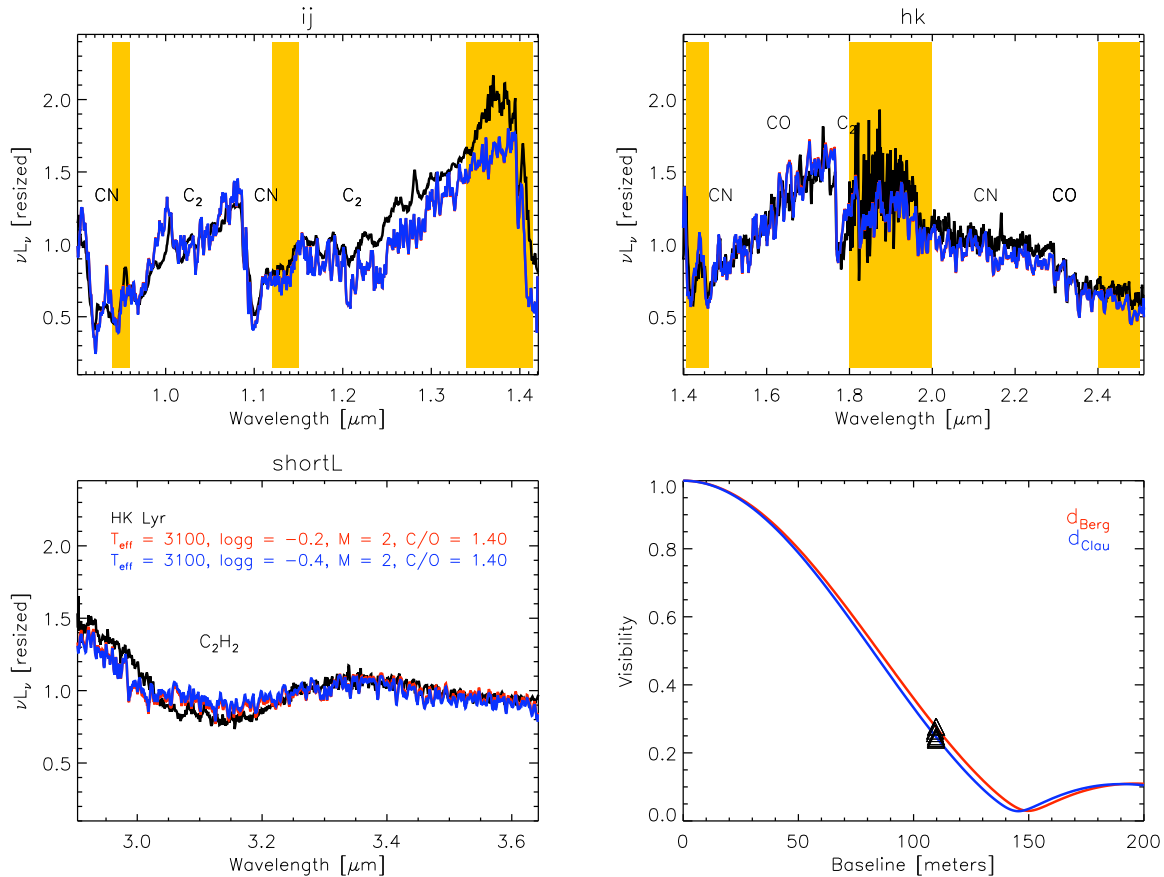 ij
2.0
1.5
1.0
0.5
νLν [resized]
CN
C₂
CN
C₂
1.0
1.1
1.2
1.3
1.4
Wavelength [μm]
hk
2.0
1.5
1.0
0.5
νLν [resized]
CN
CO
C₂
CN
CO
1.4
1.6
1.8
2.0
2.2
2.4
Wavelength [μm]
shortL
2.0
1.5
1.0
0.5
νLν [resized]
HK Lyr
Teff = 3100, logg = −0.2, M = 2, C/O = 1.40
Teff = 3100, logg = −0.4, M = 2, C/O = 1.40
C₂H₂
3.0
3.2
3.4
3.6
Wavelength [μm]
1.0
0.8
0.6
0.4
0.2
0.0
Visibility
dBerg
dClau
0
50
100
150
200
Baseline [meters]